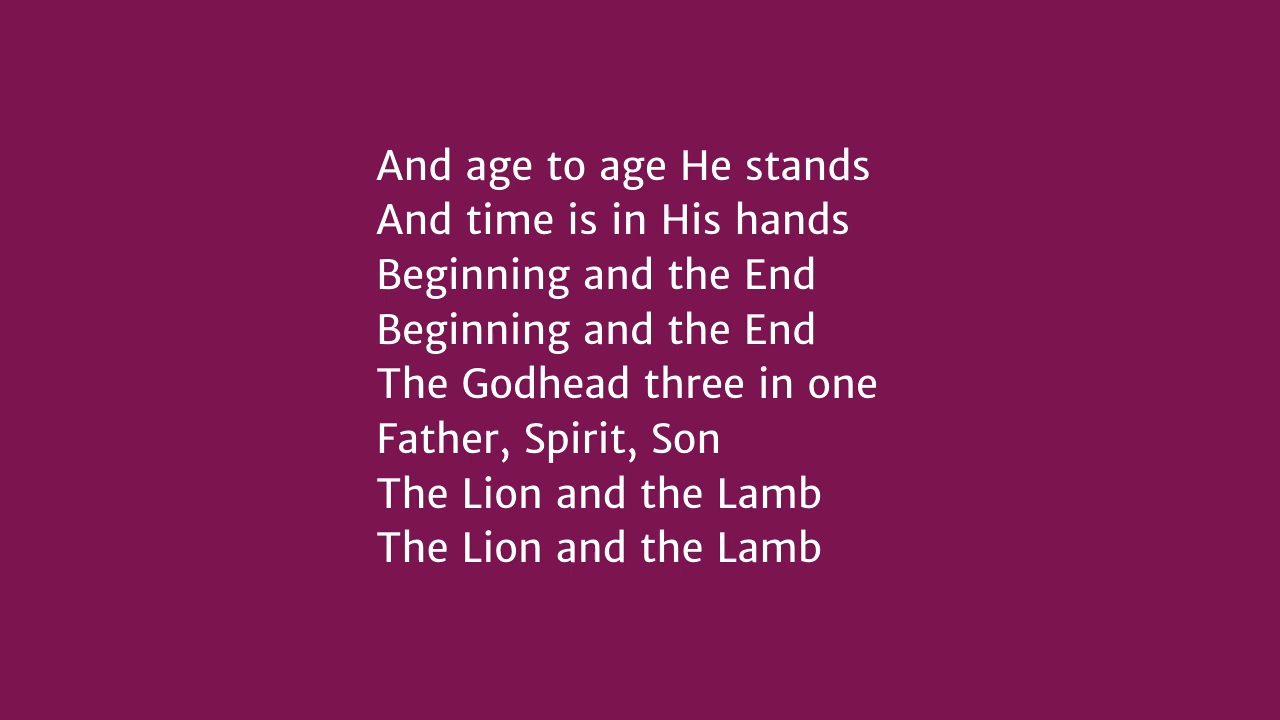 And age to age He stands
And time is in His hands
Beginning and the End
Beginning and the End
The Godhead three in one
Father, Spirit, Son
The Lion and the Lamb
The Lion and the Lamb